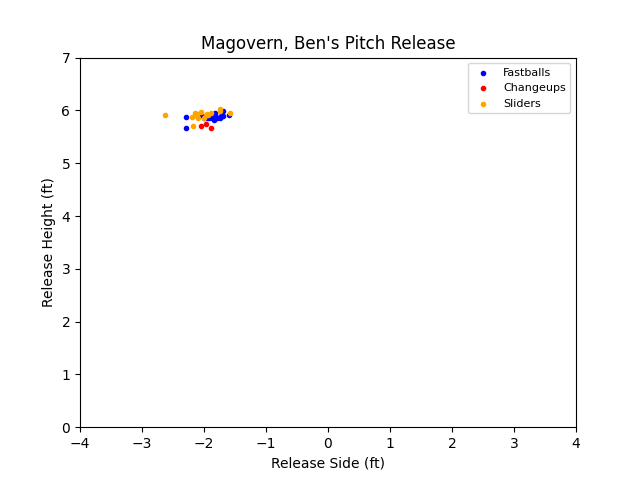 Magovern, Ben's Pitch Release
Fastballs
Changeups
Sliders
7
6
5
4
3
2
1
0
Release Height (ft)
−4 −3 −2 −1 0 1 2 3 4
Release Side (ft)